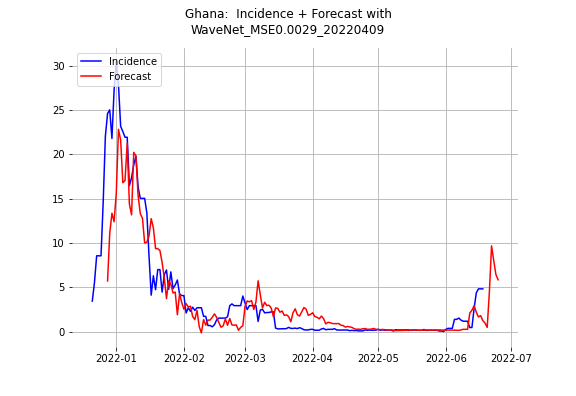 Ghana:  Incidence + Forecast with
WaveNet_MSE0.0029_20220409
Incidence
Forecast
30
25
20
15
10
5
0
2022-01 2022-02 2022-03 2022-04 2022-05 2022-06 2022-07